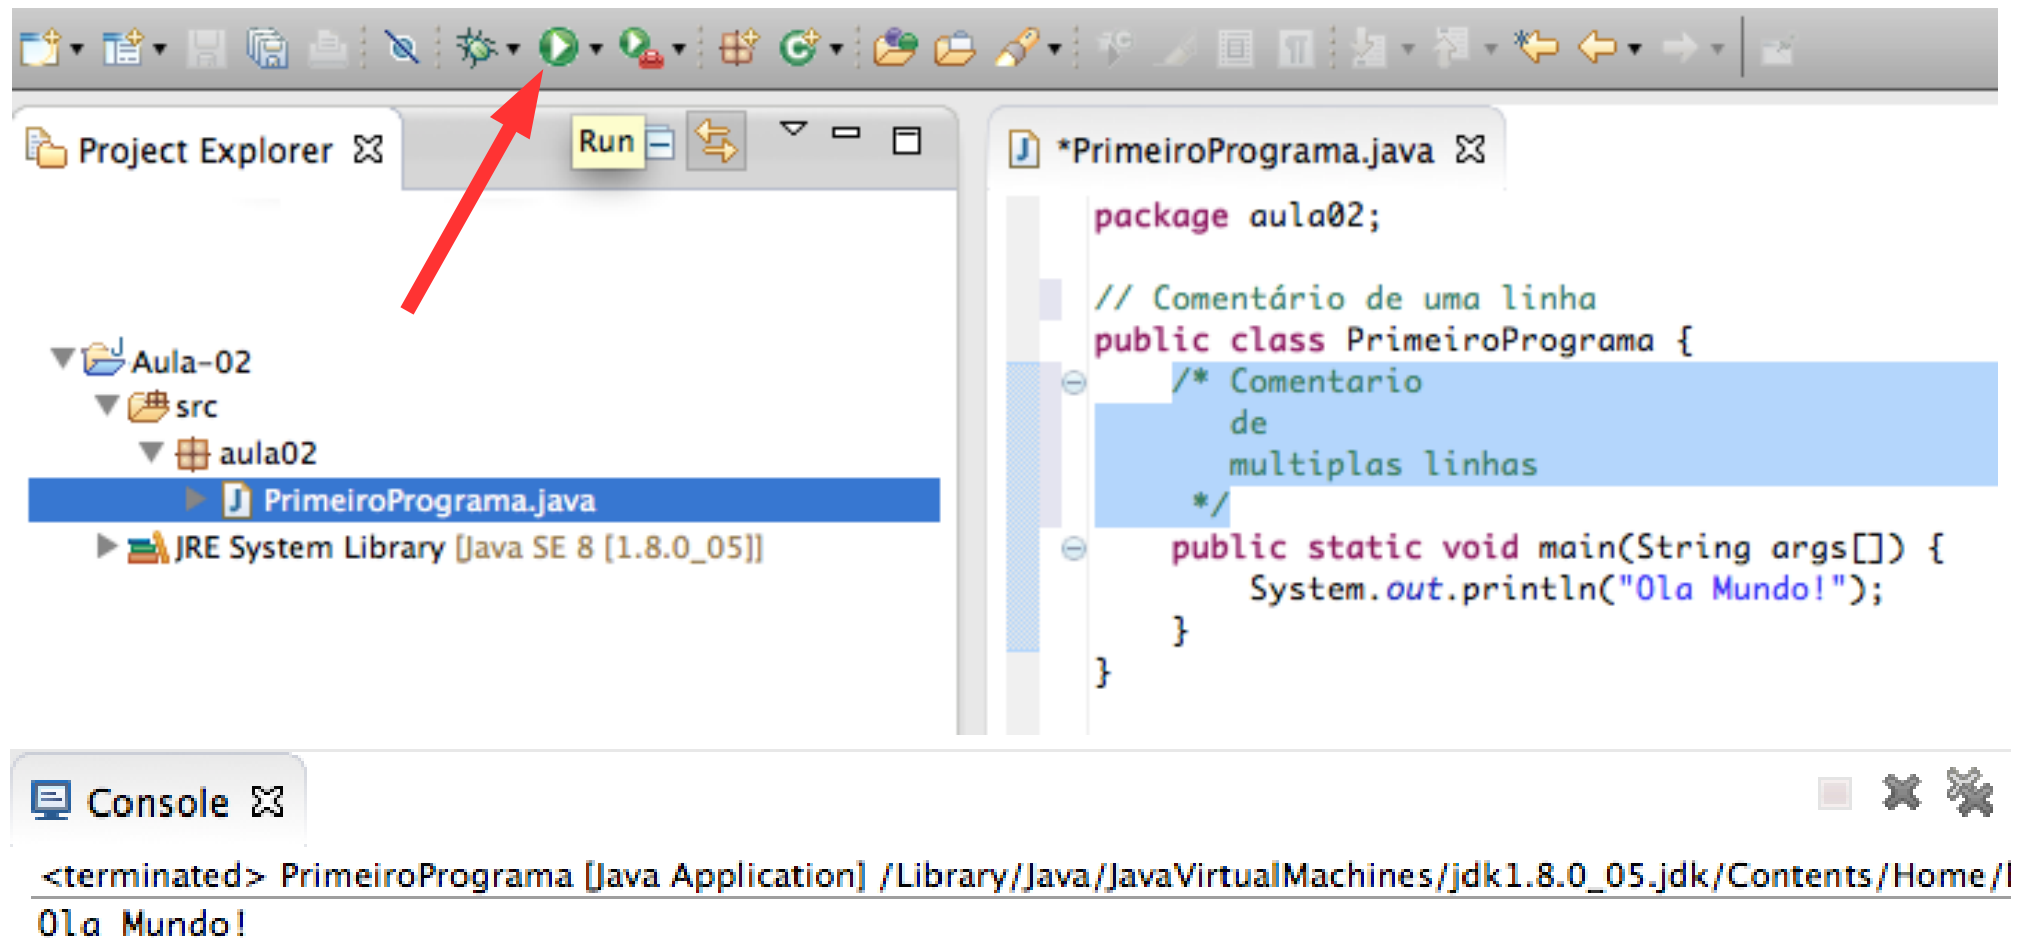 Run
Project Explorer
Aula-02
src
aula02
PrimeiroPrograma.java
JRE System Library [Java SE 8 [1.8.0_05]]
*PrimeiroPrograma.java
package aula02;
// Comentário de uma linha
public class PrimeiroPrograma {
/* Comentario
de
multiplas linhas
*/
public static void main(String args[]) {
System.out.println("Ola Mundo!");
}
}
Console
<terminated> PrimeiroPrograma [Java Application] /Library/Java/JavaVirtualMachines/jdk1.8.0_05.jdk/Contents/Home/
Ola Mundo!